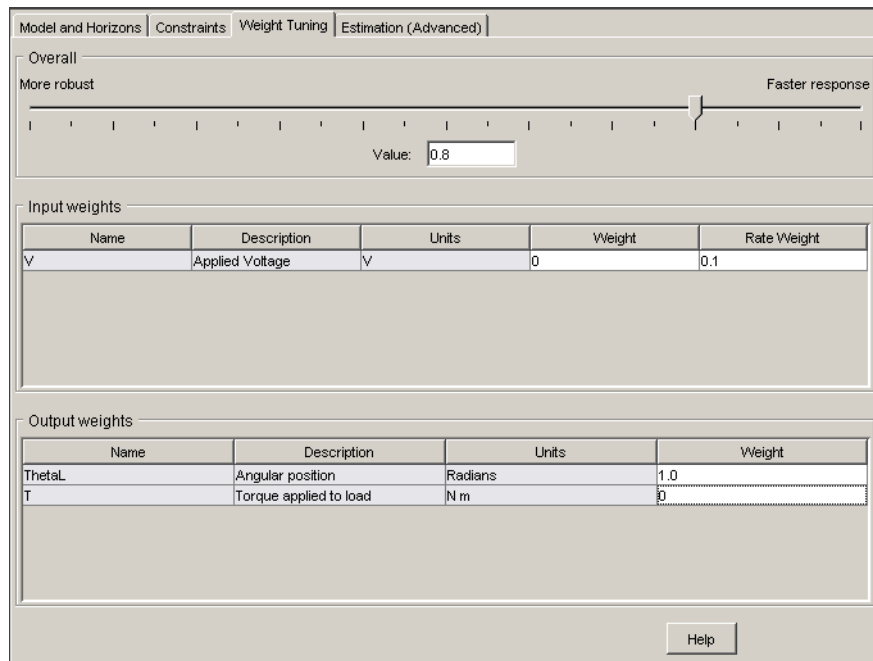 Model and Horizons Constraints Weight Tuning Estimation (Advanced)
Overall
More robust Faster response
Value: 0.8
Input weights
Name Description Units Weight Rate Weight
V Applied Voltage V 0 0.1
Output weights
Name Description Units Weight
ThetaL Angular position Radians 1.0
T Torque applied to load N m 0
Help